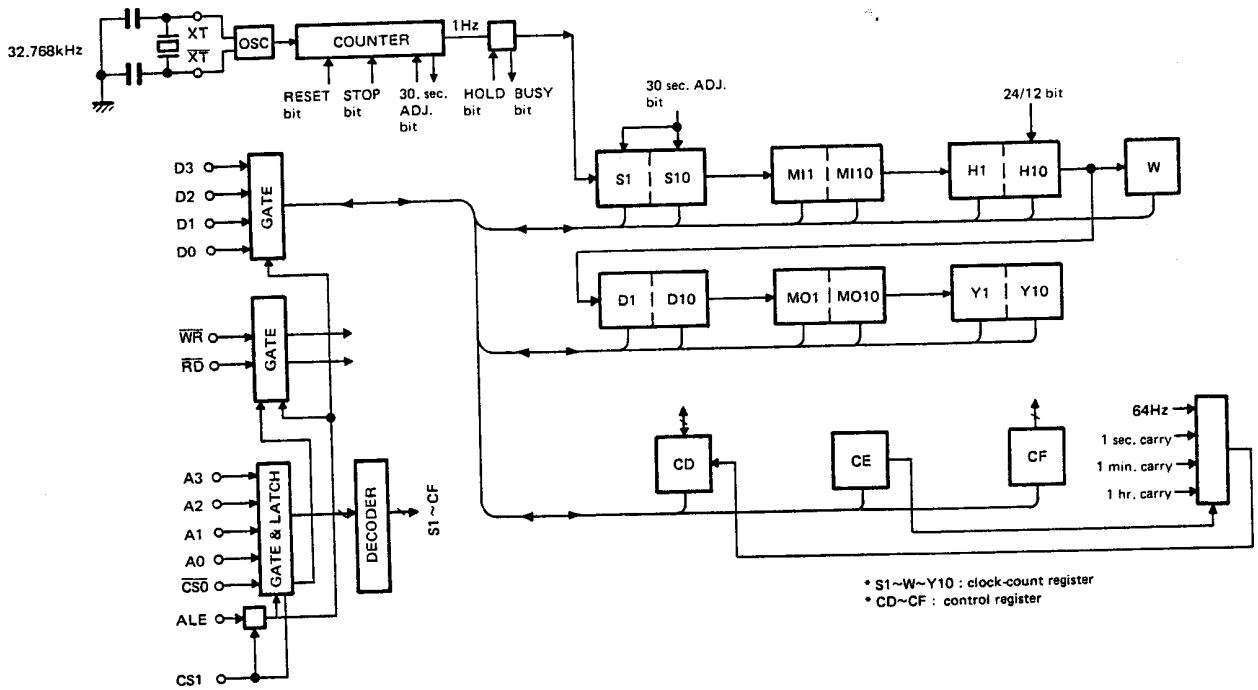 32.768kHz
XT
X̅T̅
OSC
COUNTER
1Hz
RESET
bit
STOP
bit
30. sec.
ADJ.
bit
HOLD
bit
BUSY
bit
30 sec. ADJ.
bit
24/12 bit
S1
S10
MI1
MI10
H1
H10
W
D3
D2
D1
D0
GATE
D1
D10
MO1
MO10
Y1
Y10
W̅R̅
R̅D̅
GATE
A3
A2
A1
A0
C̅S̅0̅
ALE
CS1
GATE & LATCH
DECODER
S1~CF
CD
CE
CF
64Hz
1 sec. carry
1 min. carry
1 hr. carry
* S1~W~Y10 : clock-count register
* CD~CF : control register